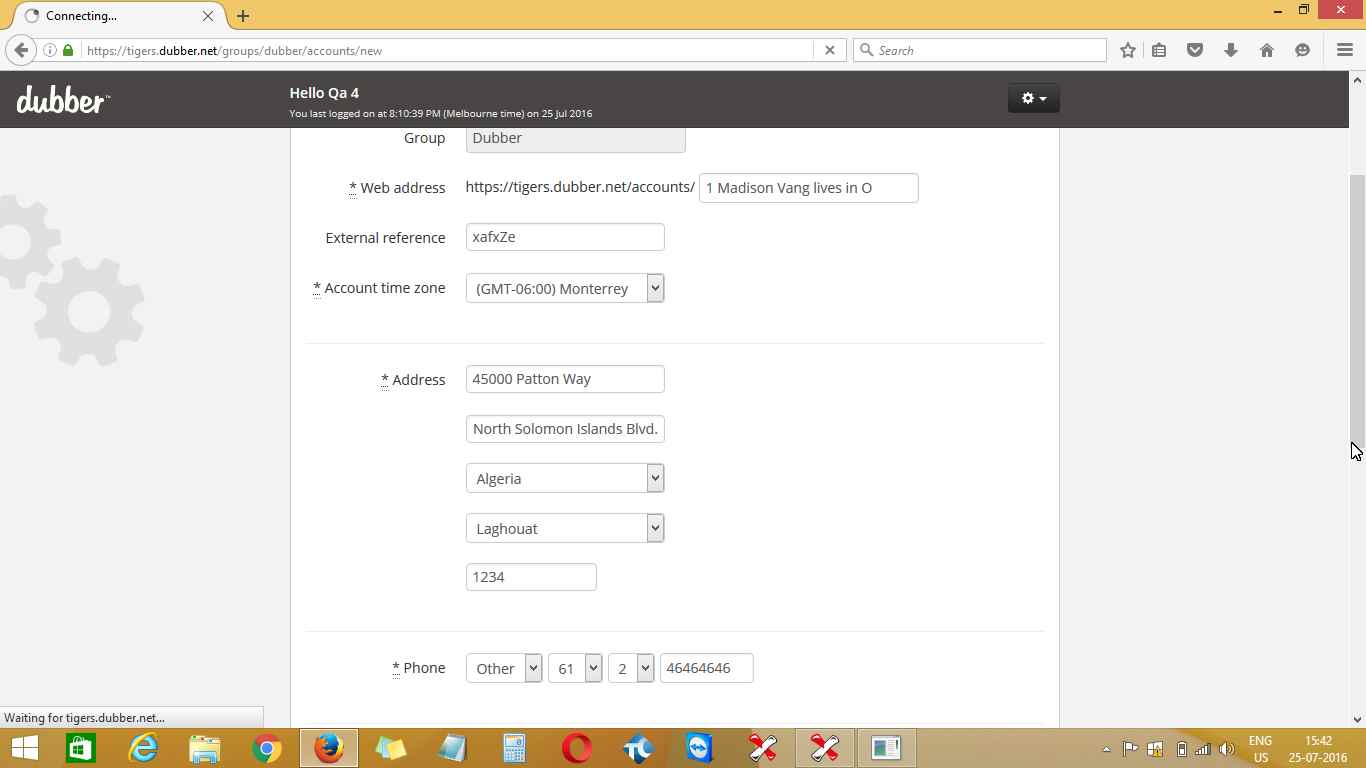 Connecting...
https://tigers.dubber.net/groups/dubber/accounts/new
Search
dubber™
Hello Qa 4
You last logged on at 8:10:39 PM (Melbourne time) on 25 Jul 2016
Group Dubber
* Web address https://tigers.dubber.net/accounts/ 1 Madison Vang lives in O
External reference xafxZe
* Account time zone (GMT-06:00) Monterrey
* Address 45000 Patton Way
North Solomon Islands Blvd.
Algeria
Laghouat
1234
* Phone Other 61 2 46464646
Waiting for tigers.dubber.net...
ENG 15:42
US 25-07-2016